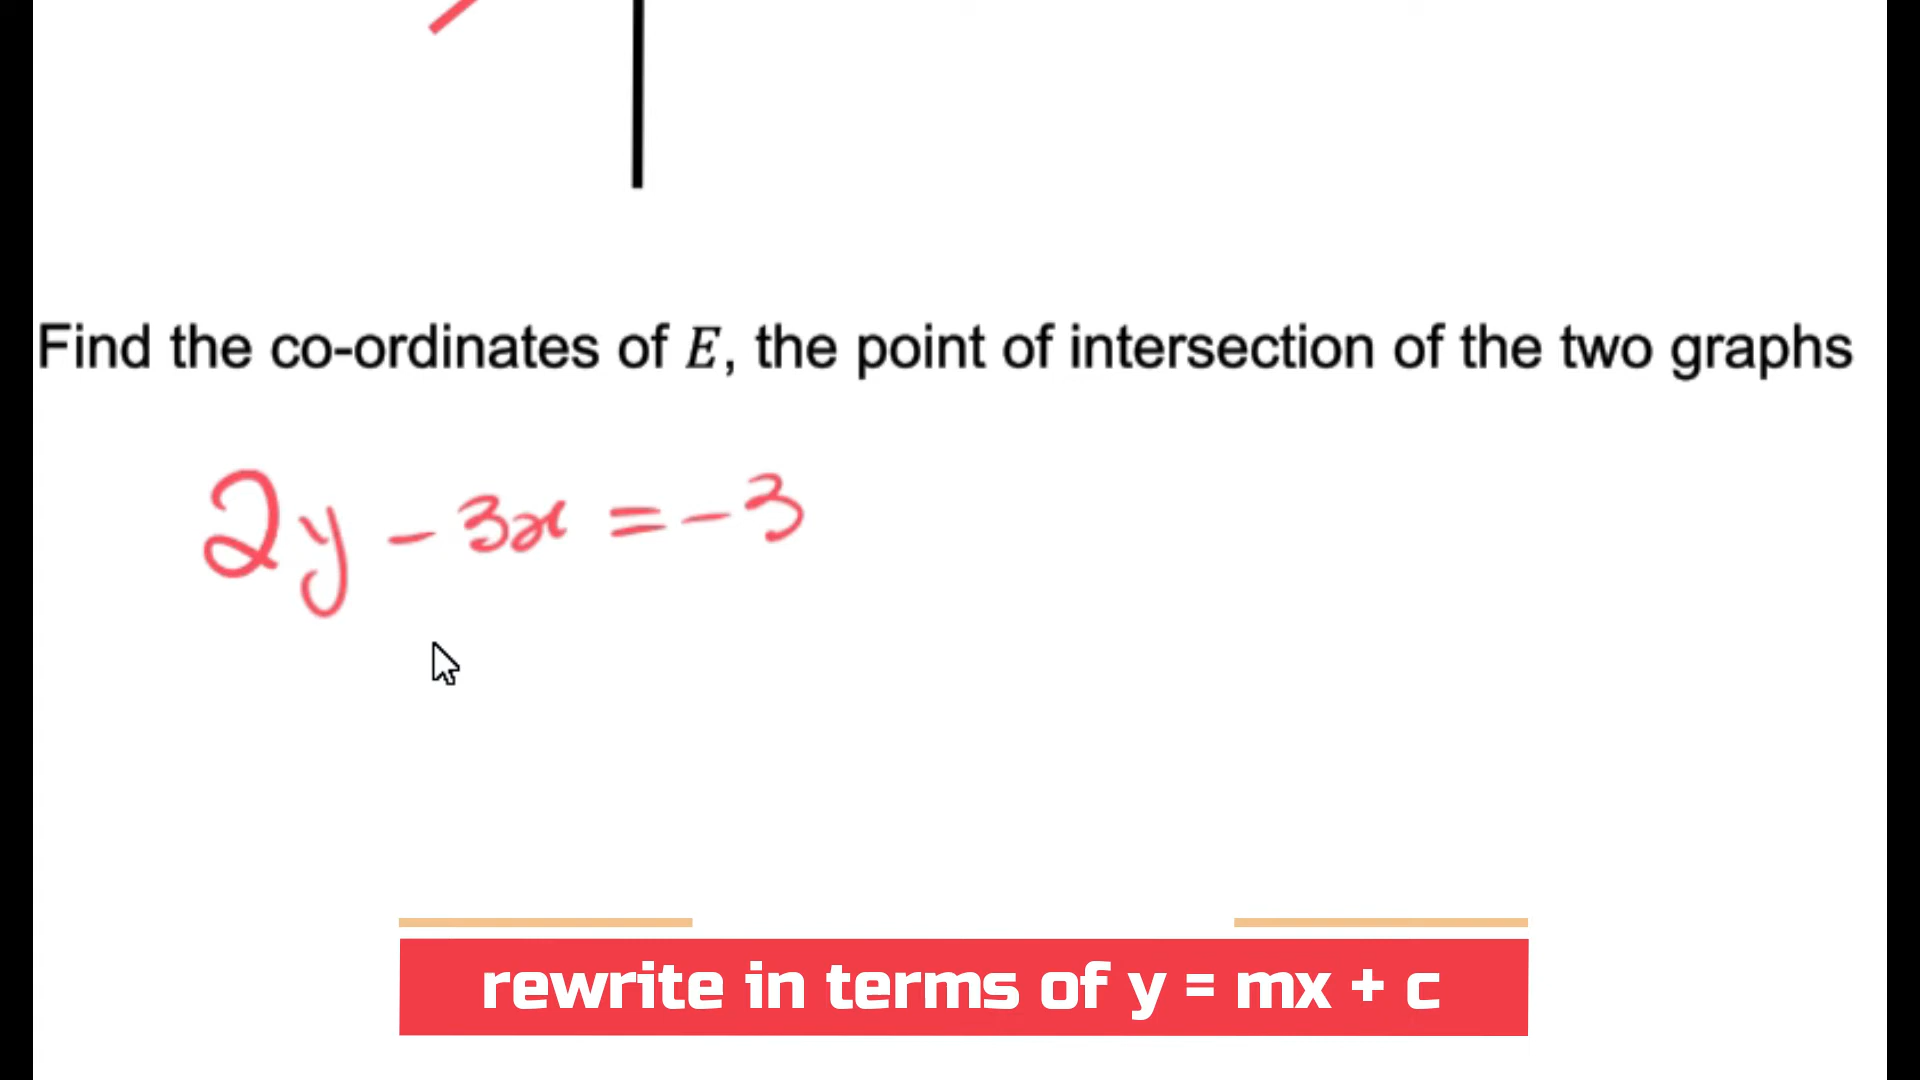 Find the co-ordinates of E, the point of intersection of the two graphs
2y - 3x = -3
rewrite in terms of y = mx + c